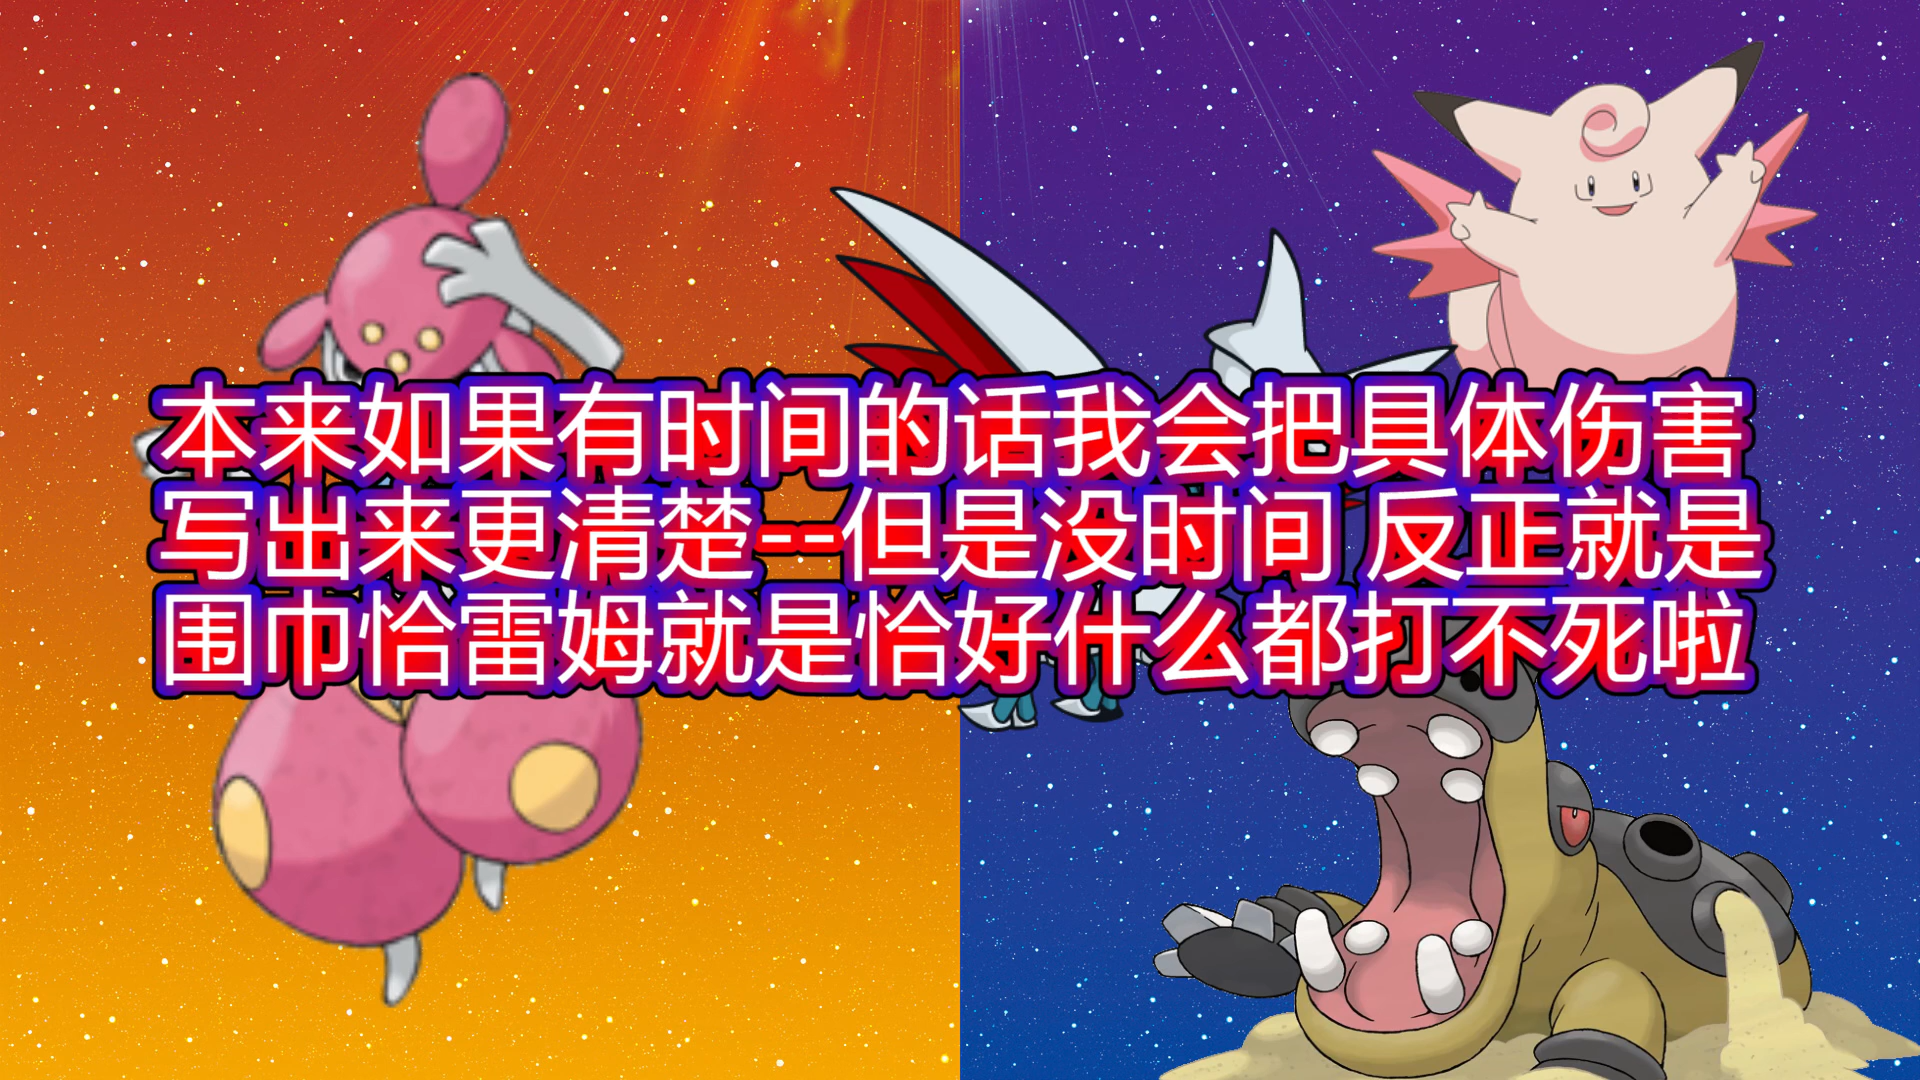 本来如果有时间的话我会把具体伤害
写出来更清楚--但是没时间 反正就是
围巾恰雷姆就是恰好什么都打不死啦